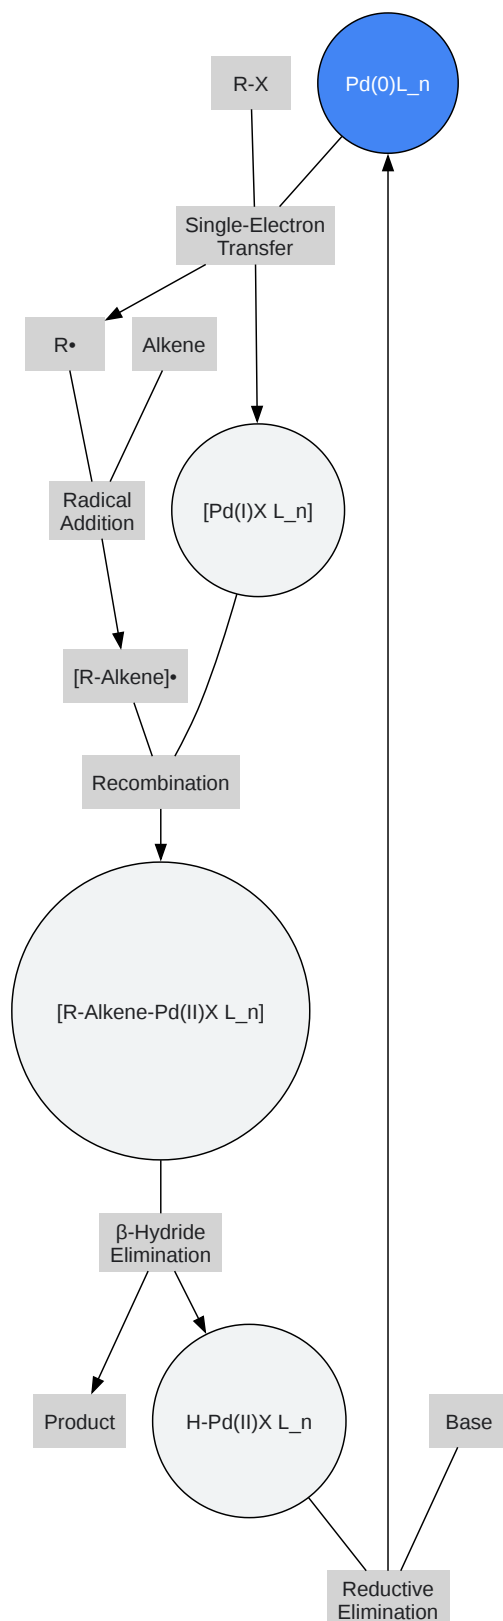 R-X
Pd(0)L_n
Single-Electron
Transfer
R•
Alkene
Radical
Addition
[Pd(I)X L_n]
[R-Alkene]•
Recombination
[R-Alkene-Pd(II)X L_n]
β-Hydride
Elimination
Product
H-Pd(II)X L_n
Base
Reductive
Elimination